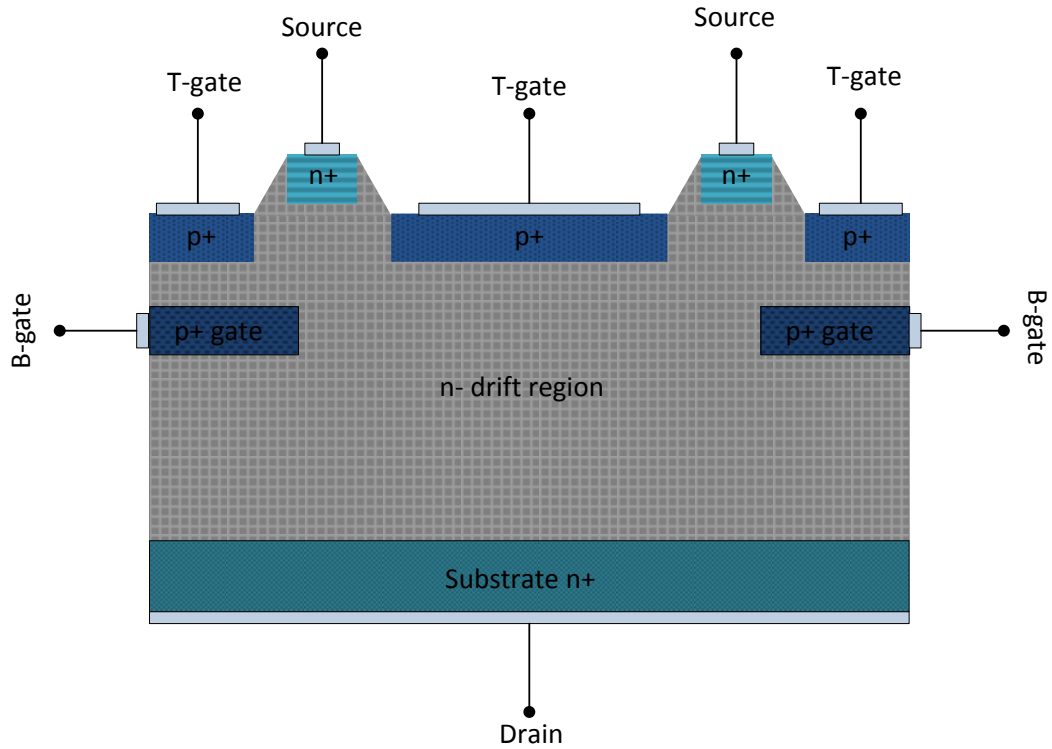 Source
Source
T-gate
T-gate
T-gate
n+
n+
p+
p+
p+
B-gate
p+ gate
p+ gate
B-gate
n- drift region
Substrate n+
Drain